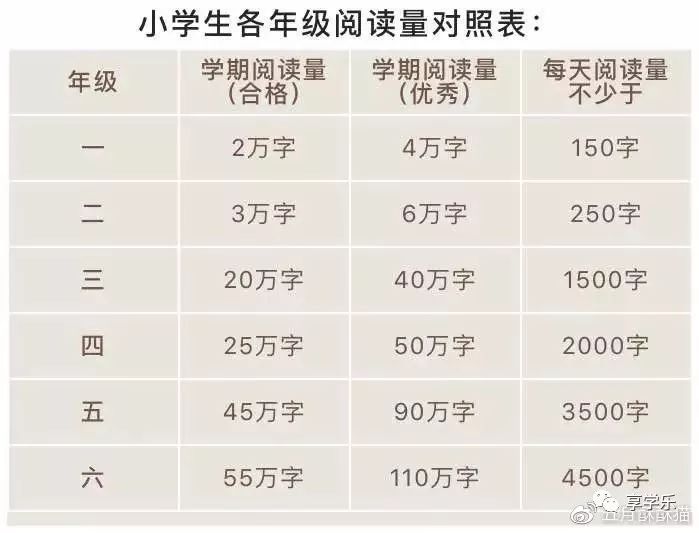 小学生各年级阅读量对照表：
年级 学期阅读量（合格） 学期阅读量（优秀） 每天阅读量不少于
一 2万字 4万字 150字
二 3万字 6万字 250字
三 20万字 40万字 1500字
四 25万字 50万字 2000字
五 45万字 90万字 3500字
六 55万字 110万字 4500字
享学乐
五月酥酥猫